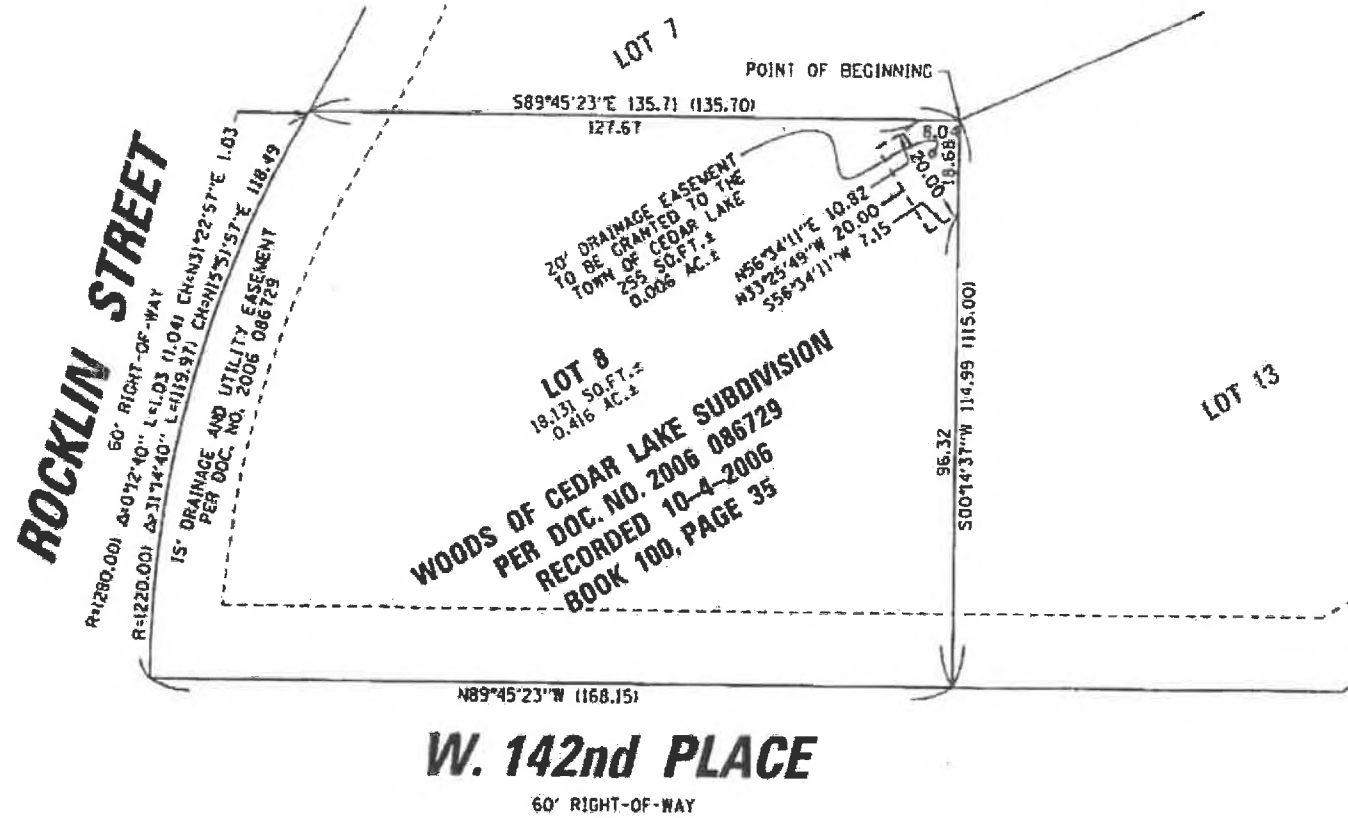 LOT 7
POINT OF BEGINNING
S89°45'23"E 135.71 (135.70)
127.67
8.04
18.68
20.00
20' DRAINAGE EASEMENT
TO BE GRANTED TO THE
TOWN OF CEDAR LAKE
255 SQ.FT.±
0.006 AC.±
N56°34'11"E 10.82
N33°25'49"W 20.00
S56°34'11"W 7.15
ROCKLIN STREET
60' RIGHT-OF-WAY
R=(280.00) Δ=0°12'40" L=1.03 (1.04) CH=N31°22'57"E 1.03
R=(220.00) Δ=31°14'40" L=(119.97) CH=N15°51'57"E 118.49
15' DRAINAGE AND UTILITY EASEMENT
PER DOC. NO. 2006 086729
LOT 8
18,131 SQ.FT.±
0.416 AC.±
WOODS OF CEDAR LAKE SUBDIVISION
PER DOC. NO. 2006 086729
RECORDED 10-4-2006
BOOK 100, PAGE 35
96.32
S00°14'37"W 114.99 (115.00)
LOT 13
N89°45'23"W (168.15)
W. 142nd PLACE
60' RIGHT-OF-WAY